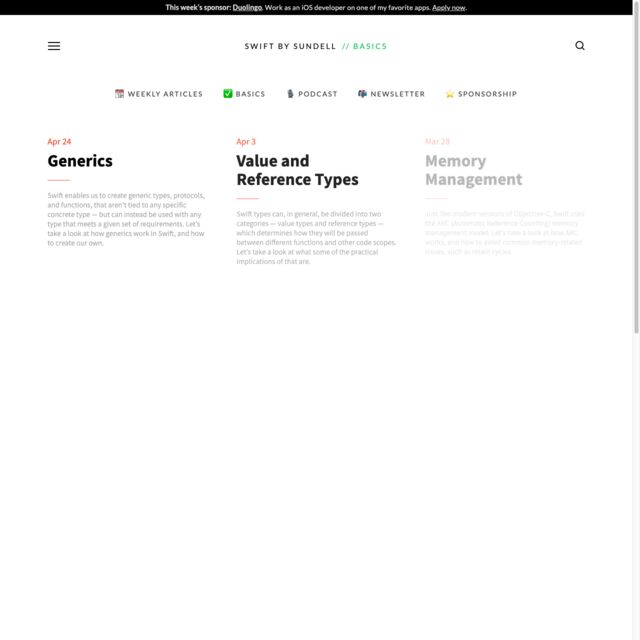 This week's sponsor: Duolingo. Work as an iOS developer on one of my favorite apps. Apply now.
SWIFT BY SUNDELL // BASICS
WEEKLY ARTICLES
BASICS
PODCAST
NEWSLETTER
SPONSORSHIP
Apr 24
Generics
Swift enables us to create generic types, protocols,
and functions, that aren't tied to any specific
concrete type — but can instead be used with any
type that meets a given set of requirements. Let's
take a look at how generics work in Swift, and how
to create our own.
Apr 3
Value and
Reference Types
Swift types can, in general, be divided into two
categories — value types and reference types —
which determines how they will be passed
between different functions and other code scopes.
Let's take a look at what some of the practical
implications of that are.
Mar 28
Memory
Management
Just like modern versions of Objective-C, Swift uses
the ARC (Automatic Reference Counting) memory
management model. Let's take a look at how ARC
works, and how to avoid common memory-related
issues, such as retain cycles.